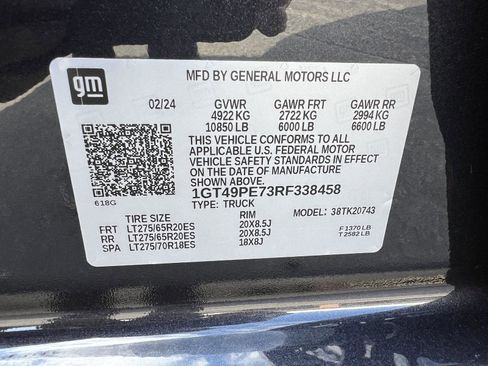 gm
MFD BY GENERAL MOTORS LLC
02/24 GVWR GAWR FRT GAWR RR
4922 KG 2722 KG 2994 KG
10850 LB 6000 LB 6600 LB
THIS VEHICLE CONFORMS TO ALL
APPLICABLE U.S. FEDERAL MOTOR
VEHICLE SAFETY STANDARDS IN EFFECT
ON THE DATE OF MANUFACTURE
SHOWN ABOVE.
618G
1GT49PE73RF338458
TYPE: TRUCK MODEL: 38TK20743
TIRE SIZE RIM
FRT LT275/65R20ES 20X8.5J F 1370 LB
RR LT275/65R20ES 20X8.5J T 2582 LB
SPA LT275/70R18ES 18X8J